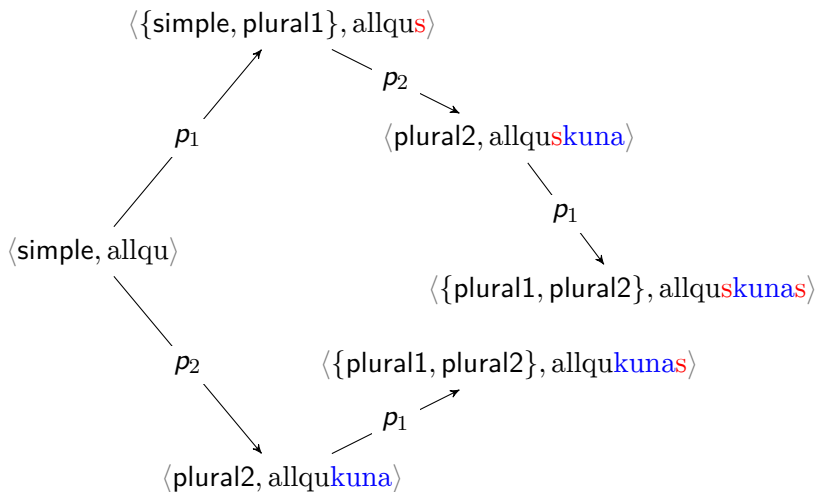 ⟨{simple, plural1}, allqus⟩
p₂
⟨plural2, allquskuna⟩
p₁
p₁
⟨simple, allqu⟩
⟨{plural1, plural2}, allquskunas⟩
p₂
⟨{plural1, plural2}, allqukunas⟩
p₁
⟨plural2, allqukuna⟩